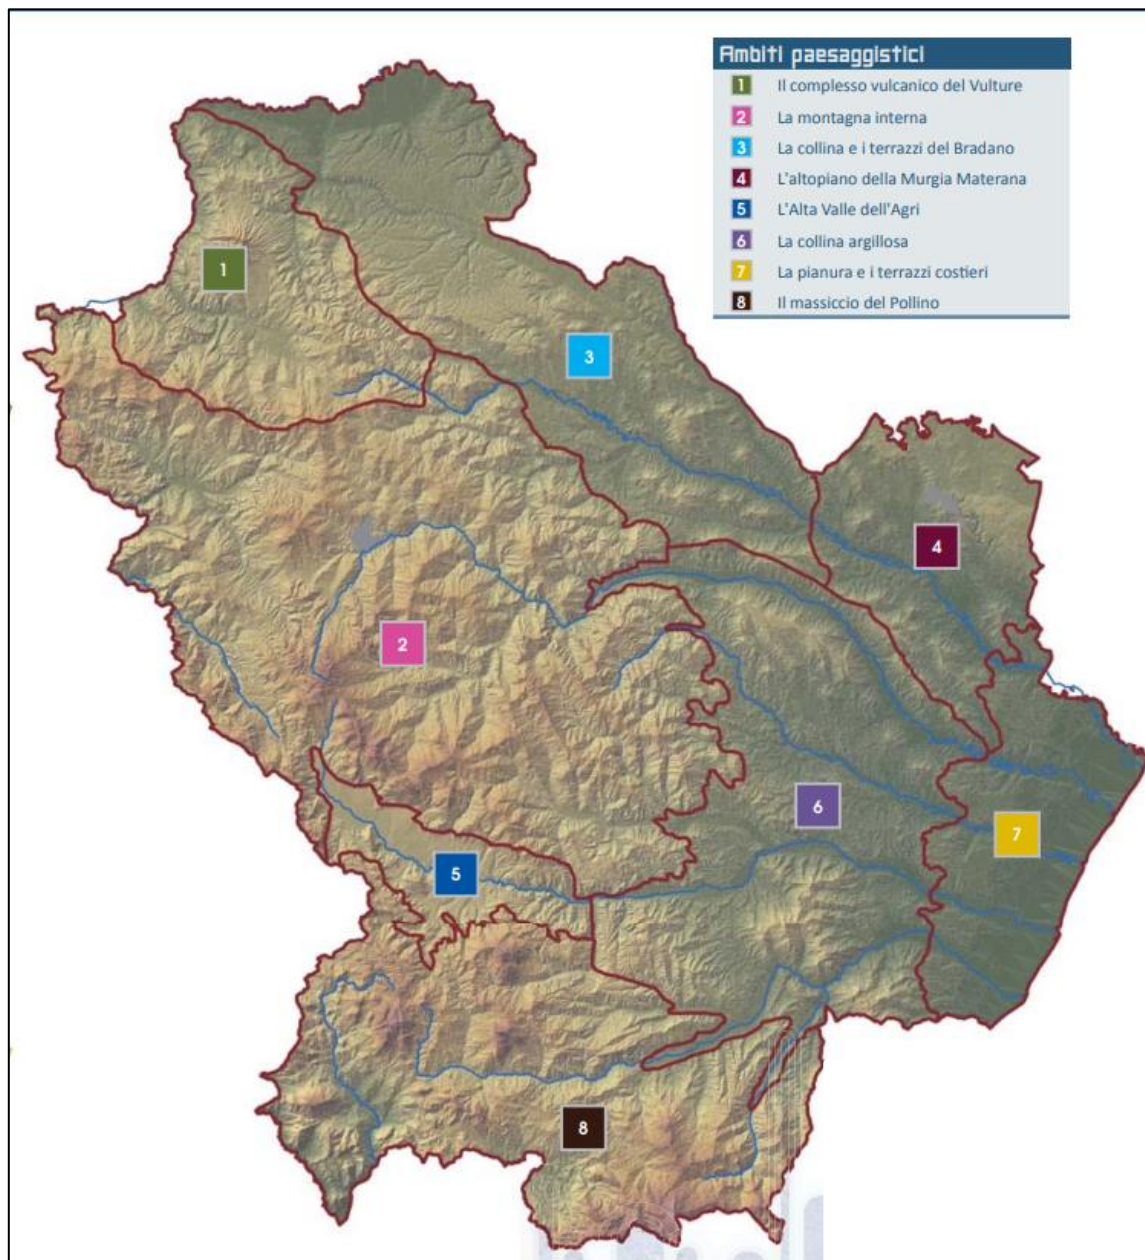 Ambiti paesaggistici
1 Il complesso vulcanico del Vulture
2 La montagna interna
3 La collina e i terrazzi del Bradano
4 L'altopiano della Murgia Materana
5 L'Alta Valle dell'Agri
6 La collina argillosa
7 La pianura e i terrazzi costieri
8 Il massiccio del Pollino
1
3
4
2
6
7
5
8